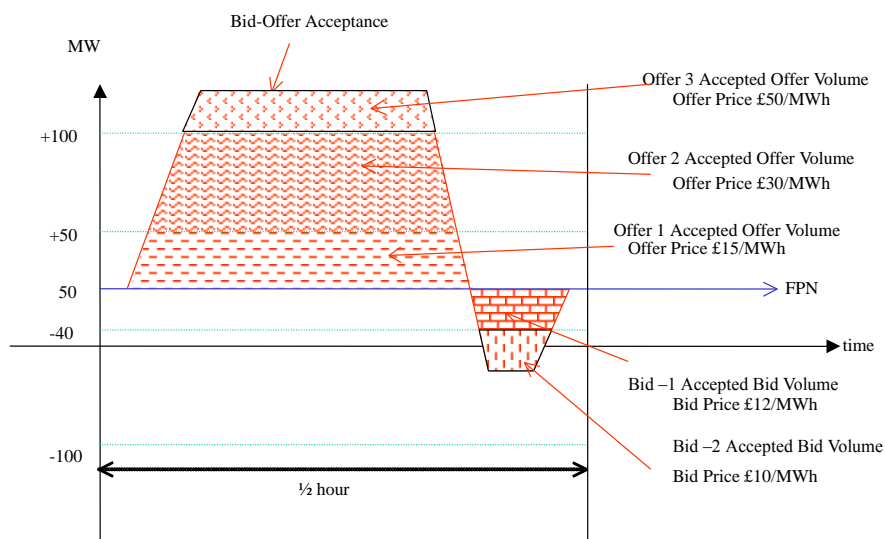 Bid-Offer Acceptance
MW
Offer 3 Accepted Offer Volume
Offer Price £50/MWh
+100
Offer 2 Accepted Offer Volume
Offer Price £30/MWh
+50
Offer 1 Accepted Offer Volume
Offer Price £15/MWh
50
FPN
-40
time
Bid –1 Accepted Bid Volume
Bid Price £12/MWh
Bid –2 Accepted Bid Volume
-100
Bid Price £10/MWh
½ hour